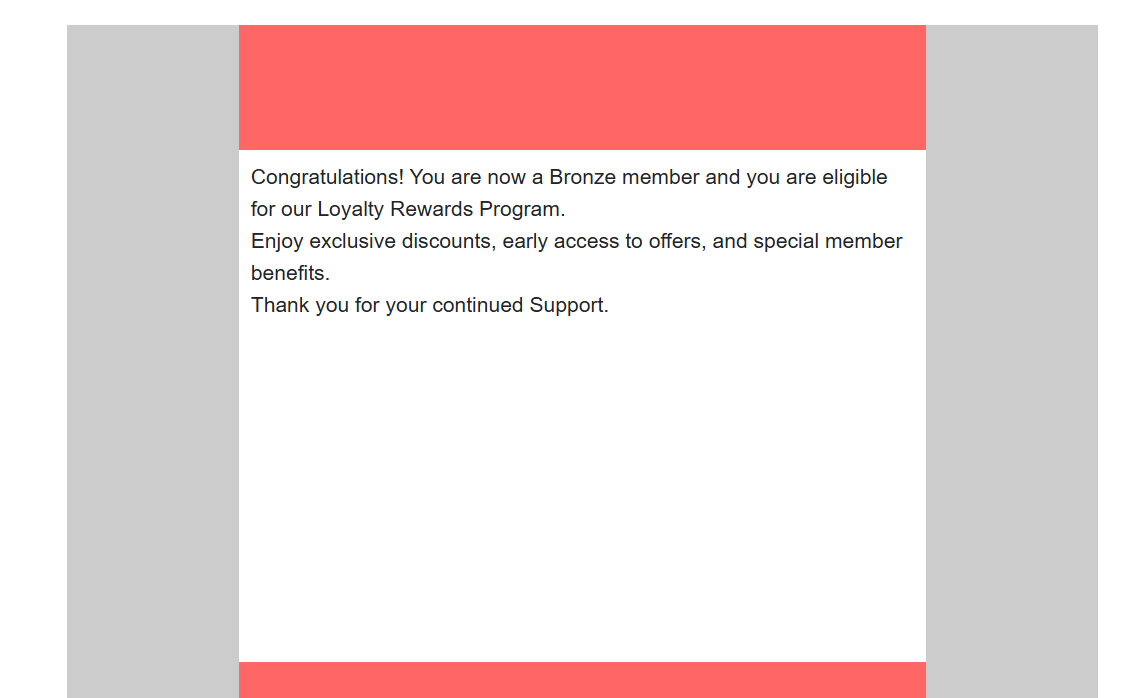 Congratulations! You are now a Bronze member and you are eligible
for our Loyalty Rewards Program.
Enjoy exclusive discounts, early access to offers, and special member
benefits.
Thank you for your continued Support.